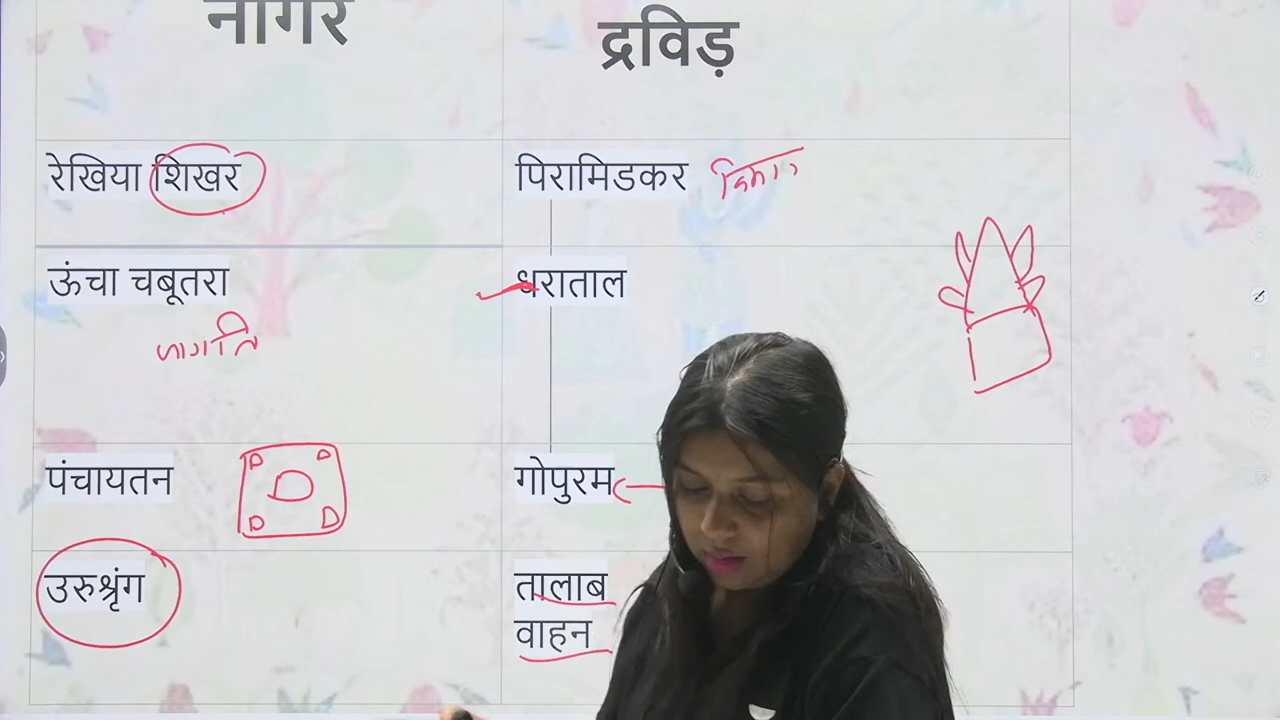 नागर
द्रविड़
रेखिया शिखर
पिरामिडकर
ऊंचा चबूतरा
धराताल
पंचायतन
गोपुरम
उरुश्रृंग
तालाब
वाहन